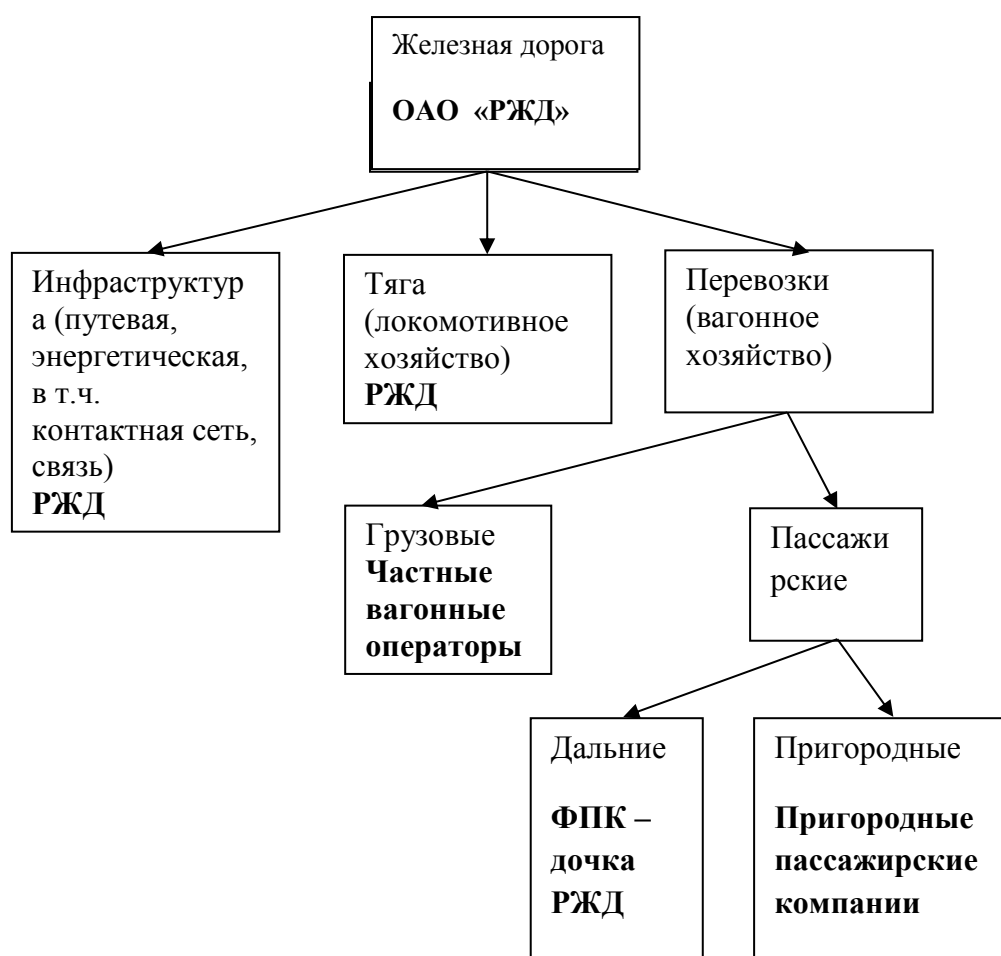 Железная дорога
ОАО «РЖД»
Инфраструктур
а (путевая,
энергетическая,
в т.ч.
контактная сеть,
связь)
РЖД
Тяга
(локомотивное
хозяйство)
РЖД
Перевозки
(вагонное
хозяйство)
Грузовые
Частные
вагонные
операторы
Пассажи
рские
Дальние
ФПК –
дочка
РЖД
Пригородные
Пригородные
пассажирские
компании